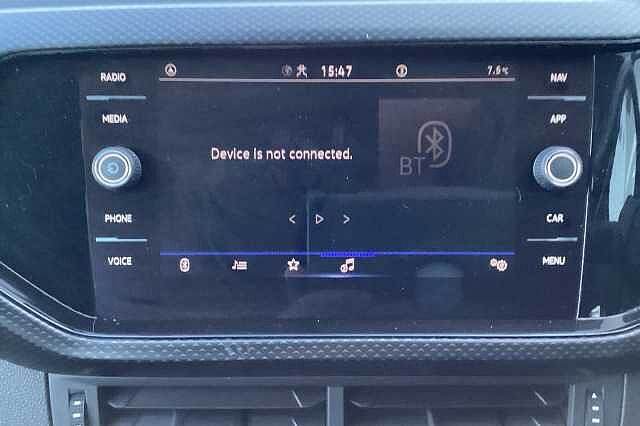 RADIO
MEDIA
PHONE
VOICE
15:47
7.5°C
Device is not connected.
BT
NAV
APP
CAR
MENU